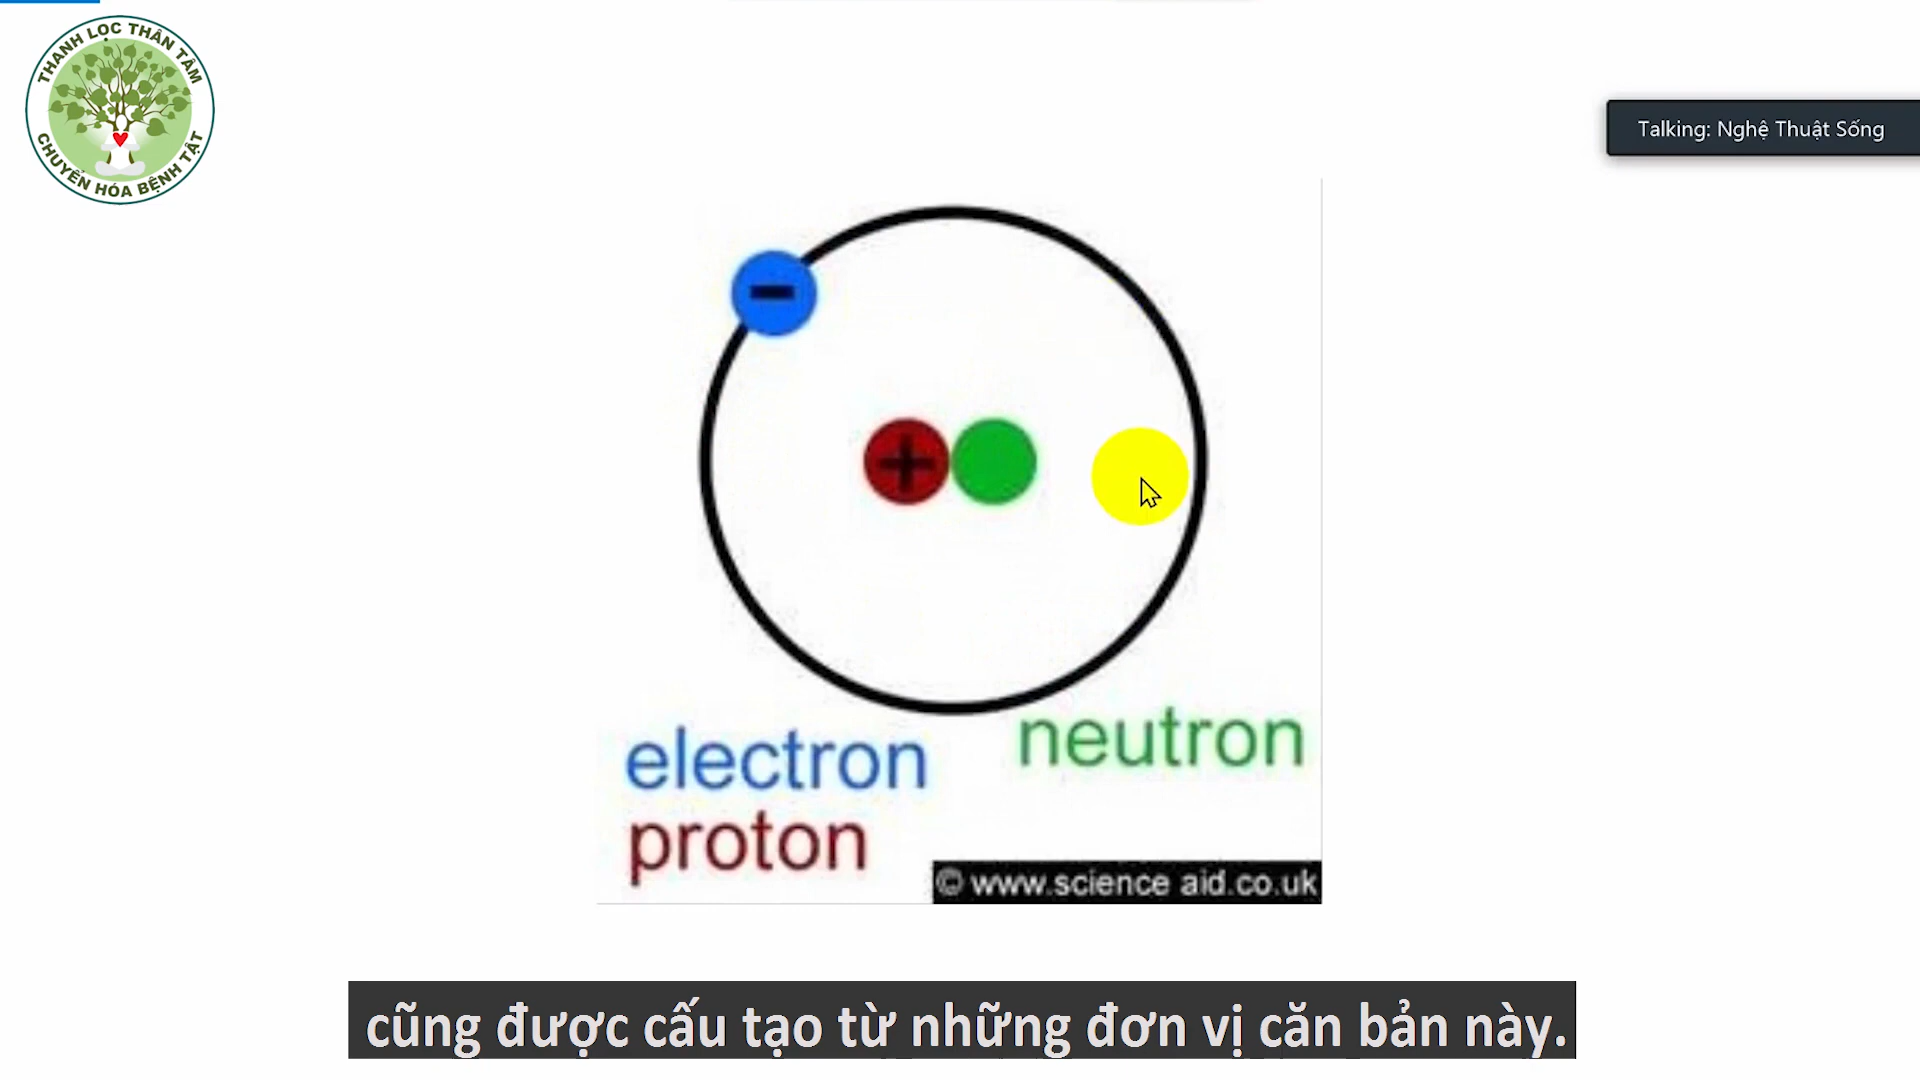 THANH LỌC THÂN TÂM
CHUYỂN HÓA BỆNH TẬT
Talking: Nghệ Thuật Sống
electron
neutron
proton
© www.science aid.co.uk
cũng được cấu tạo từ những đơn vị căn bản này.